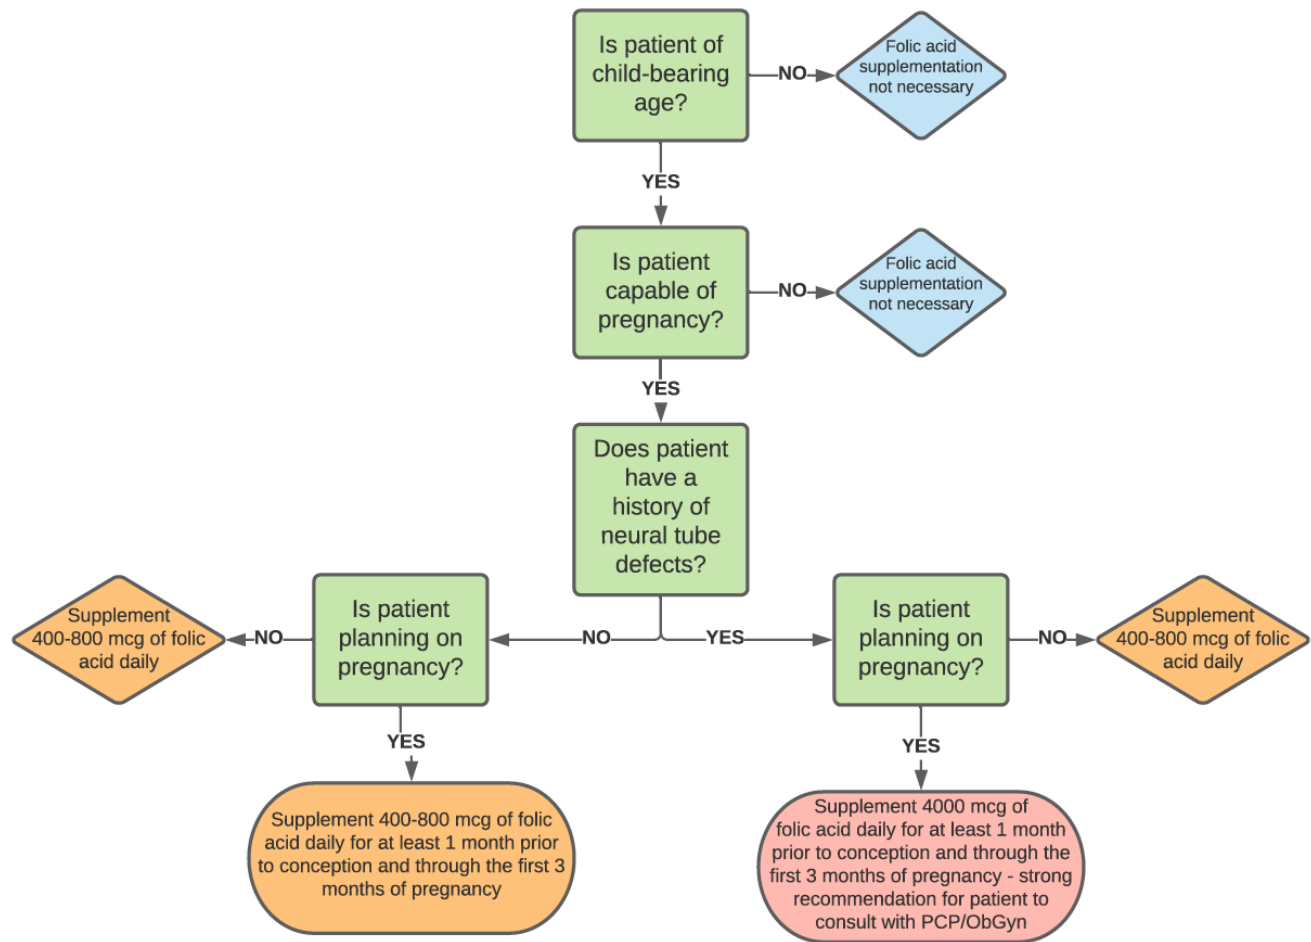 Is patient of
child-bearing
age?
NO
Folic acid
supplementation
not necessary
YES
Is patient
capable of
pregnancy?
NO
Folic acid
supplementation
not necessary
YES
Does patient
have a
history of
neural tube
defects?
NO
YES
Is patient
planning on
pregnancy?
NO
Supplement
400-800 mcg of folic
acid daily
YES
Supplement 400-800 mcg of folic
acid daily for at least 1 month prior
to conception and through the first 3
months of pregnancy
Is patient
planning on
pregnancy?
NO
Supplement
400-800 mcg of folic
acid daily
YES
Supplement 4000 mcg of
folic acid daily for at least 1 month
prior to conception and through the
first 3 months of pregnancy - strong
recommendation for patient to
consult with PCP/ObGyn